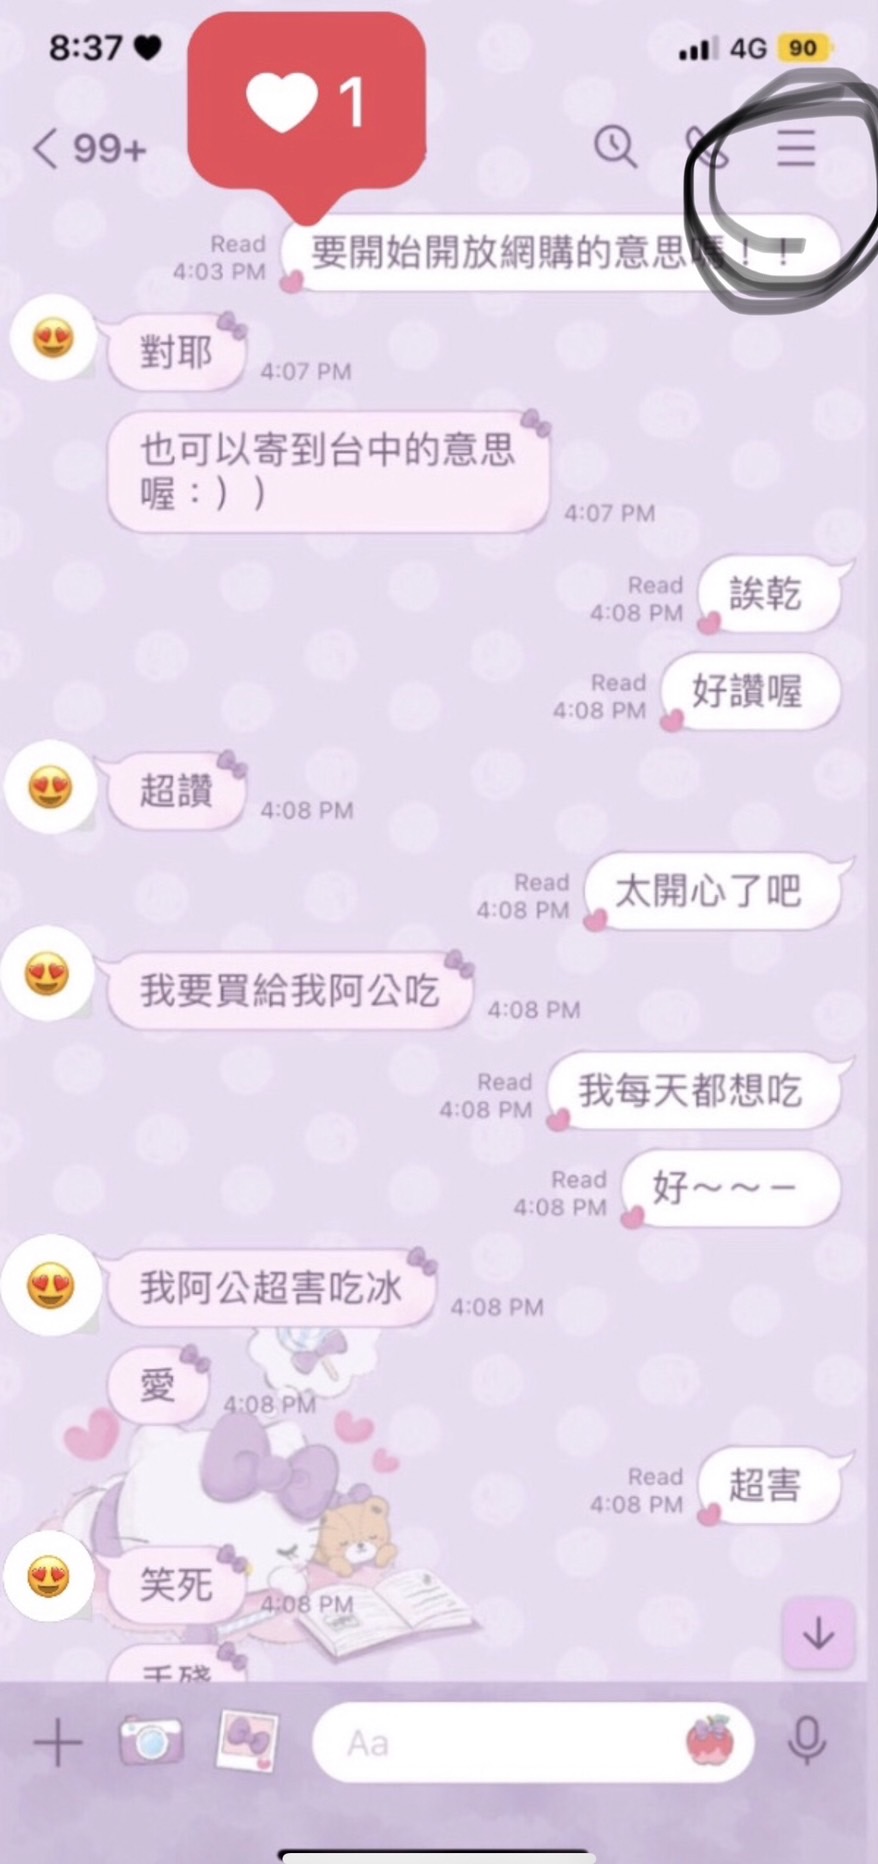 8:37
4G 90
1
99+
Read
4:03 PM
要開始開放網購的意思嗎！！
對耶
4:07 PM
也可以寄到台中的意思
喔：））
4:07 PM
Read
4:08 PM
誒乾
Read
4:08 PM
好讚喔
超讚
4:08 PM
Read
4:08 PM
太開心了吧
我要買給我阿公吃
4:08 PM
Read
4:08 PM
我每天都想吃
Read
4:08 PM
好～～－
我阿公超害吃冰
4:08 PM
愛
4:08 PM
Read
4:08 PM
超害
笑死
4:08 PM
Aa